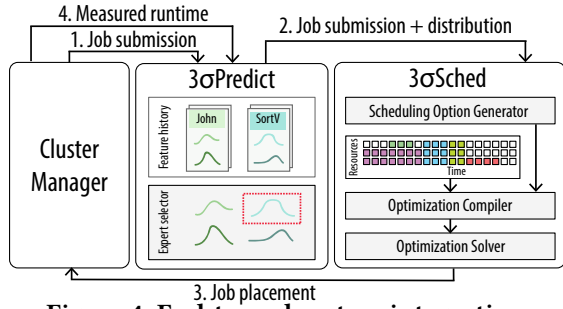 4. Measured runtime
1. Job submission
2. Job submission + distribution
Cluster
Manager
3σPredict
Feature history
John
SortV
Expert selector
3σSched
Scheduling Option Generator
Resources
Time
Optimization Compiler
Optimization Solver
3. Job placement